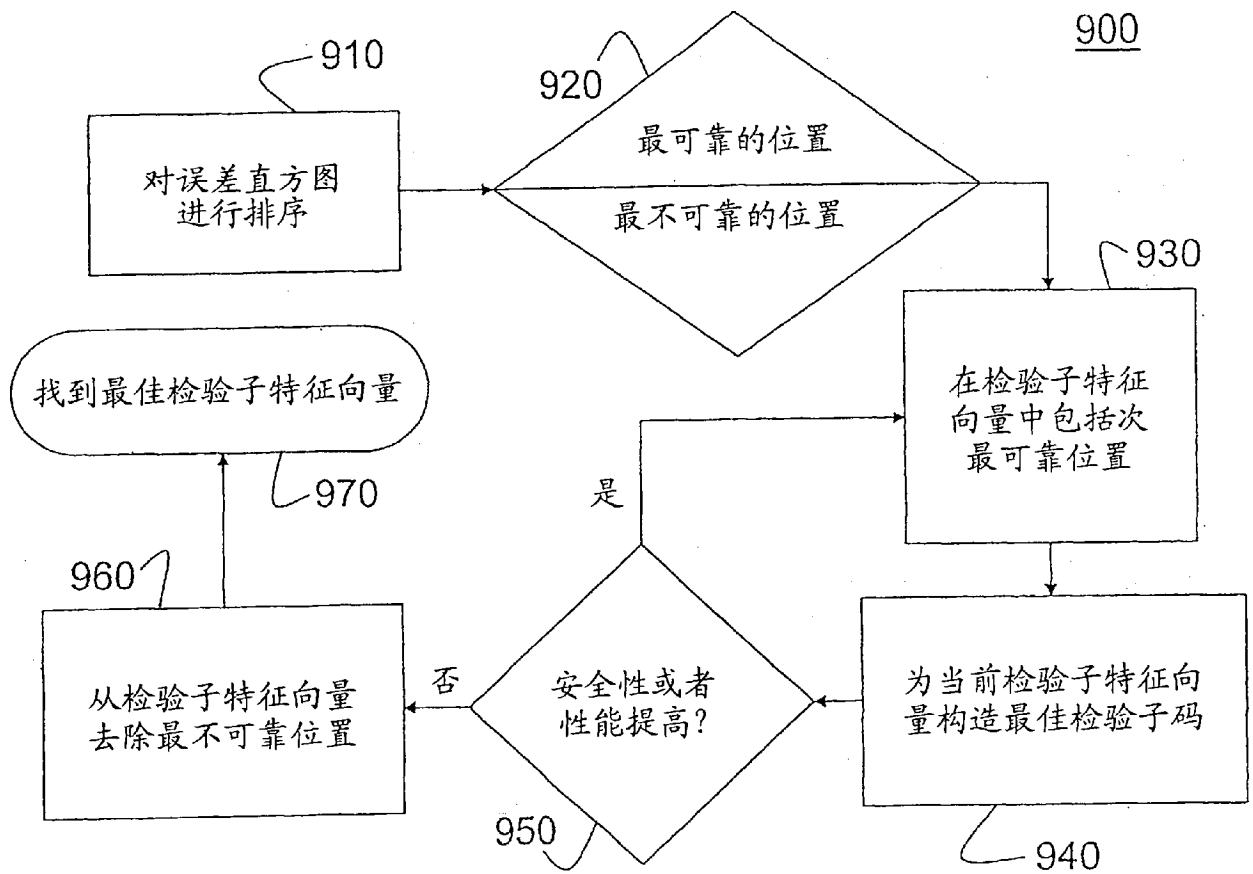 900
910
对误差直方图
进行排序
920
最可靠的位置
最不可靠的位置
930
在检验子特征
向量中包括次
最可靠位置
找到最佳检验子特征向量
970
是
960
从检验子特征向量
去除最不可靠位置
否
安全性或者
性能提高?
950
为当前检验子特征向
量构造最佳检验子码
940